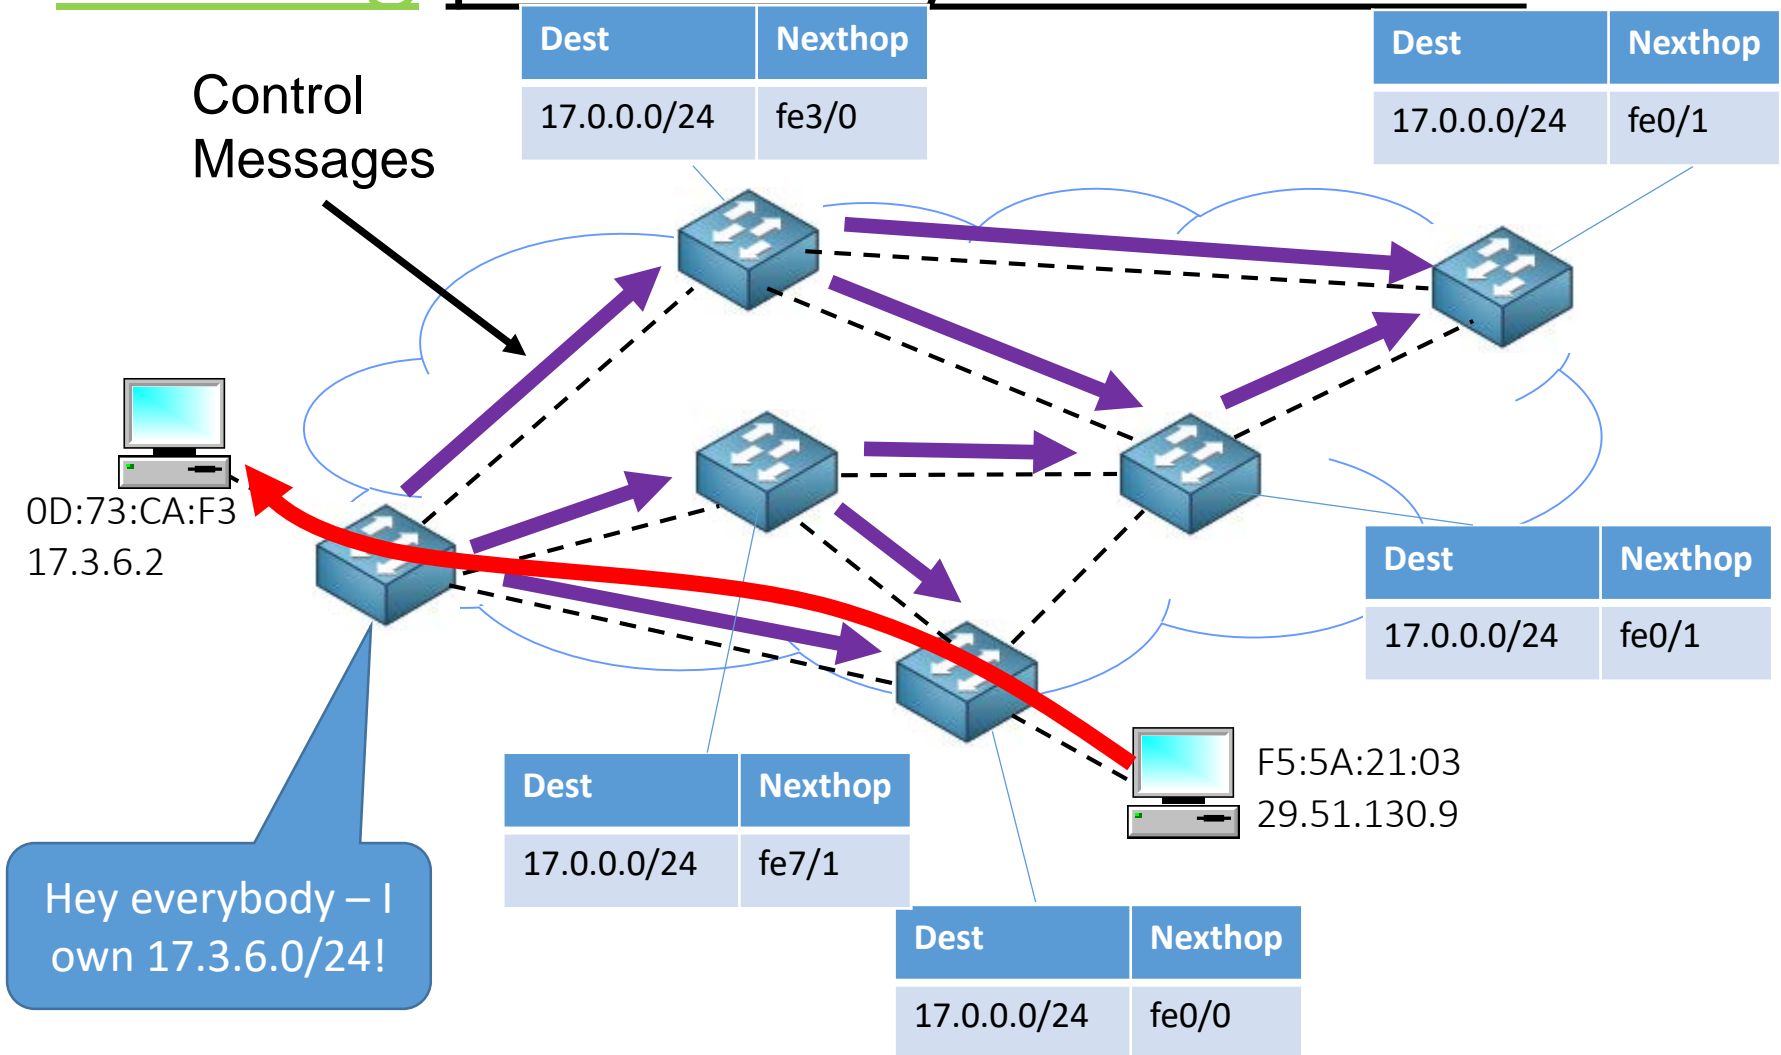 Dest Nexthop
17.0.0.0/24 fe3/0
Dest Nexthop
17.0.0.0/24 fe0/1
Control
Messages
0D:73:CA:F3
17.3.6.2
Dest Nexthop
17.0.0.0/24 fe0/1
F5:5A:21:03
29.51.130.9
Dest Nexthop
17.0.0.0/24 fe7/1
Hey everybody – I
own 17.3.6.0/24!
Dest Nexthop
17.0.0.0/24 fe0/0